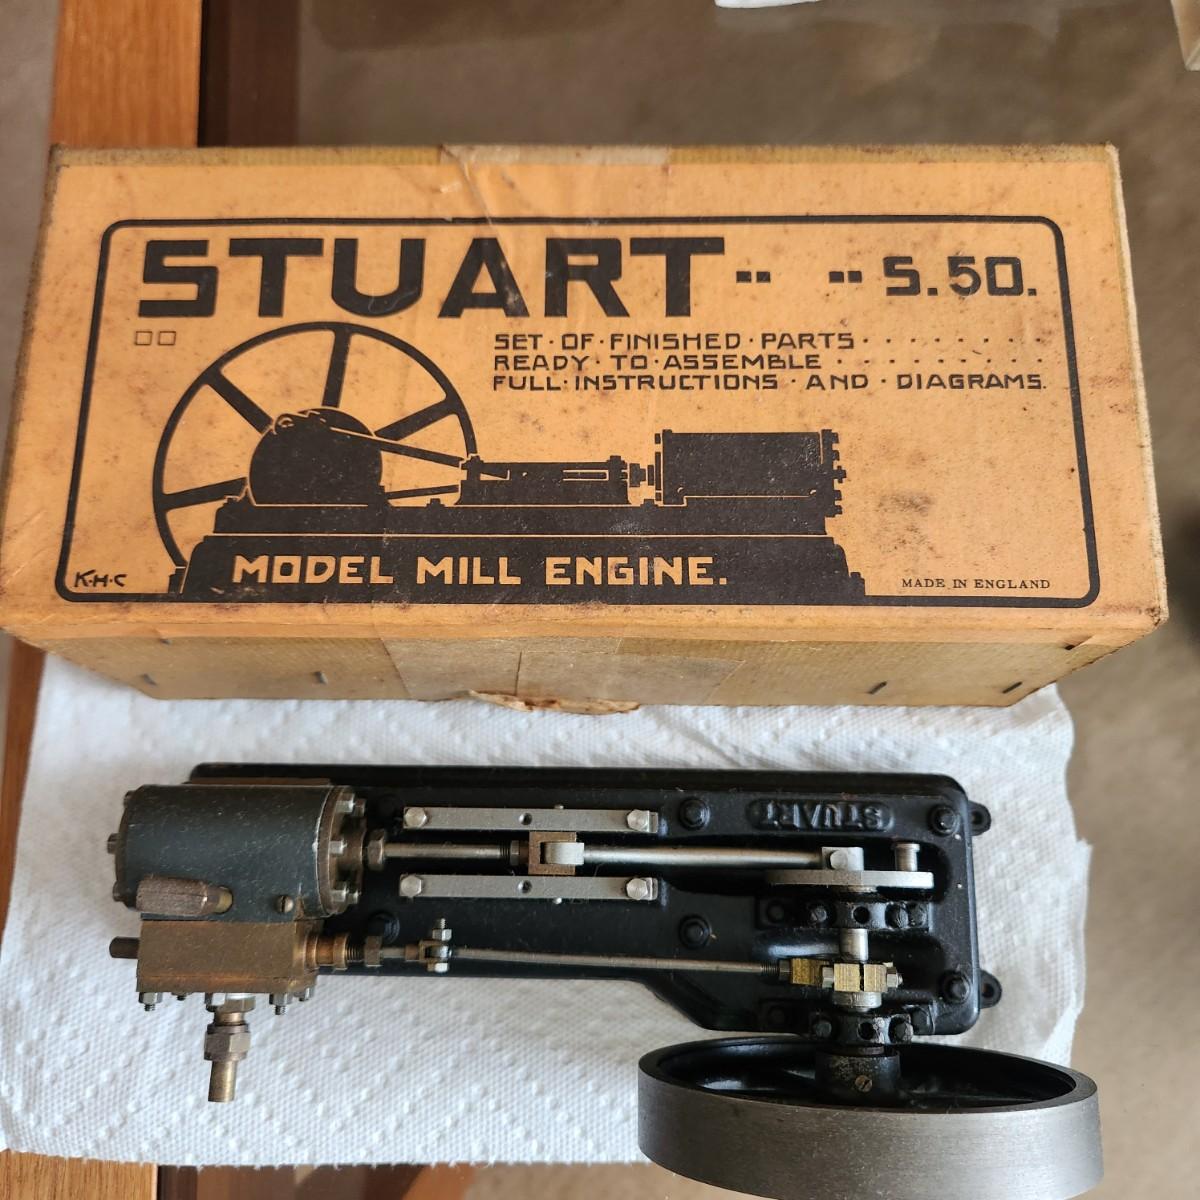 STUART-- -- S.50.
SET·OF·FINISHED·PARTS· · · · · · · ·
READY·TO·ASSEMBLE · · · · · · · · ·
FULL·INSTRUCTIONS · AND · DIAGRAMS.
MODEL MILL ENGINE.
K·H·C
MADE IN ENGLAND
STUART